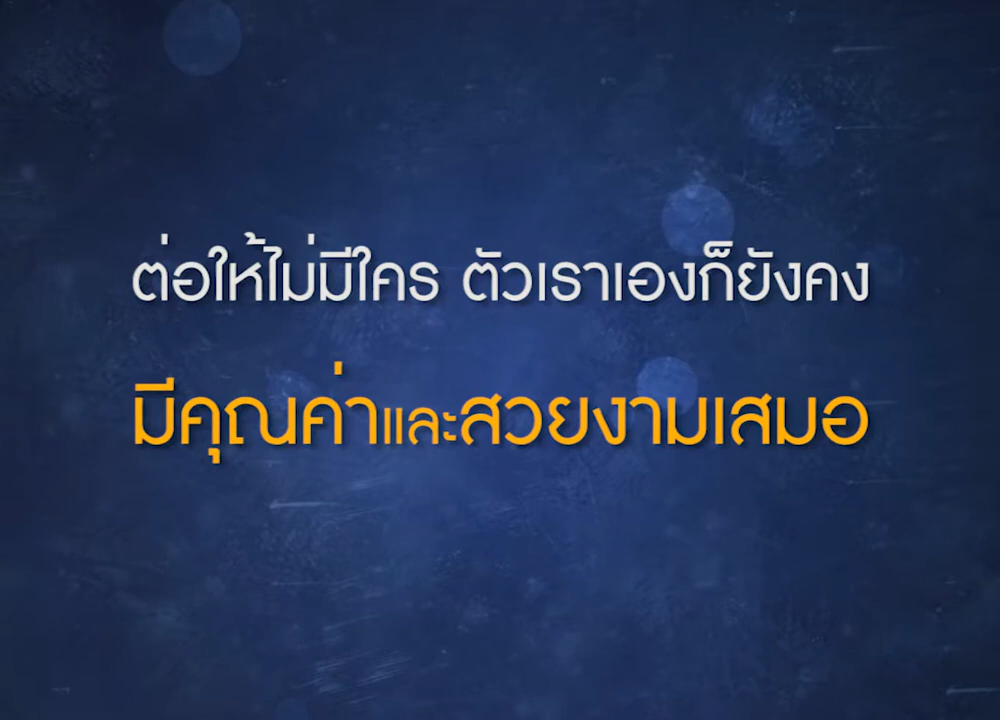 ต่อให้ไม่มีใคร ตัวเราเองก็ยังคง
มีคุณค่าและสวยงามเสมอ